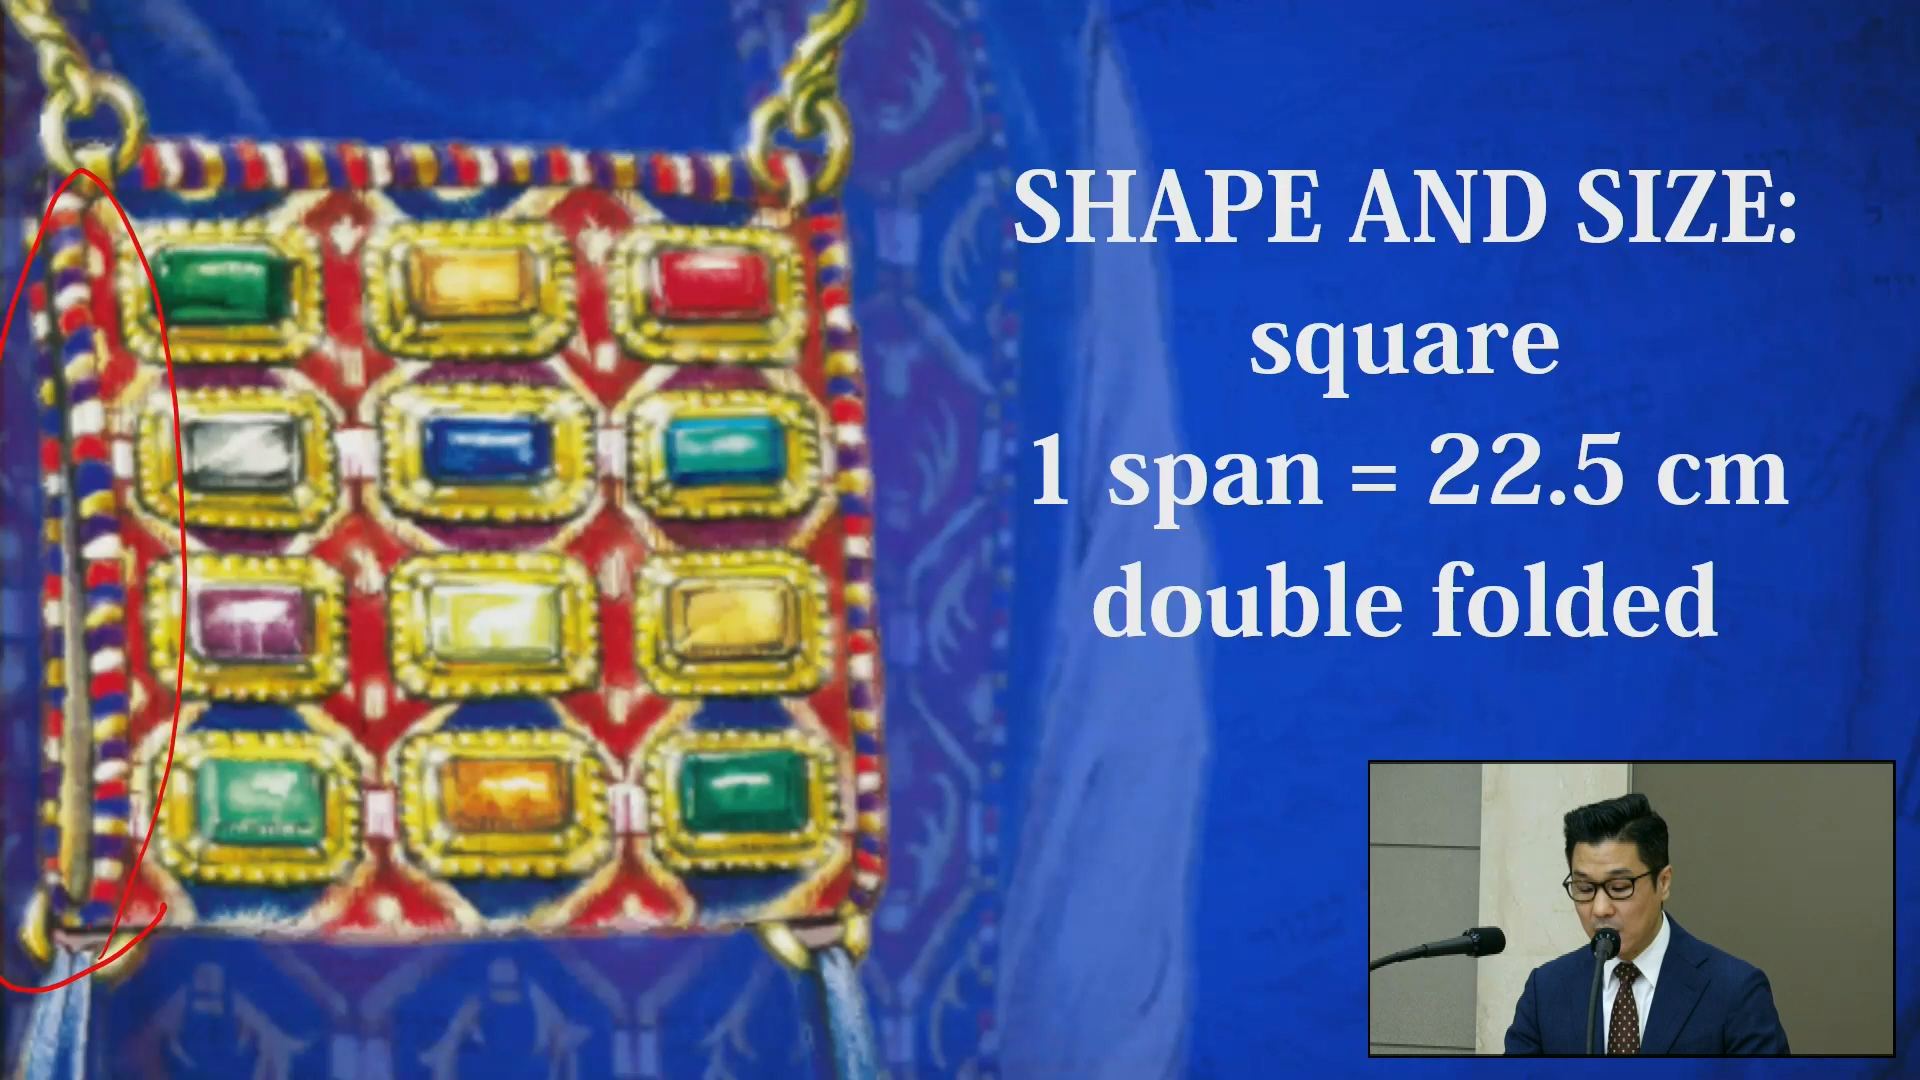 SHAPE AND SIZE:
square
1 span = 22.5 cm
double folded